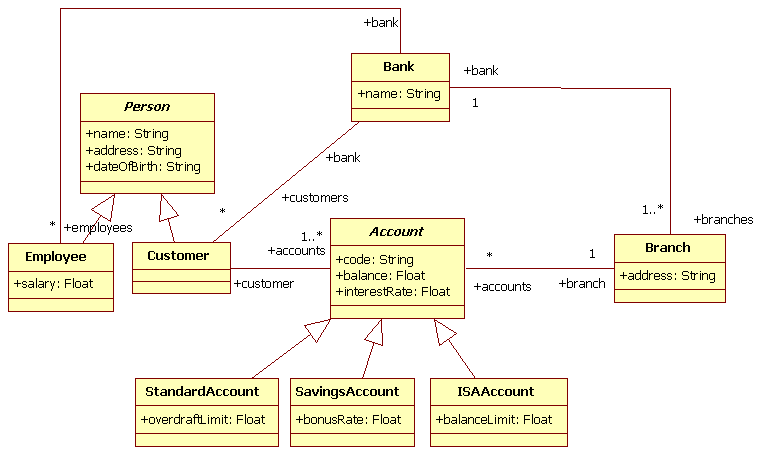 +bank
Bank
+name: String
+bank
1
Person
+name: String
+address: String
+dateOfBirth: String
+bank
+customers
*
*
+employees
1..*
+branches
Employee
+salary: Float
Customer
1..*
+accounts
+customer
Account
+code: String
+balance: Float
+interestRate: Float
*
+accounts
1
+branch
Branch
+address: String
StandardAccount
+overdraftLimit: Float
SavingsAccount
+bonusRate: Float
ISAAccount
+balanceLimit: Float